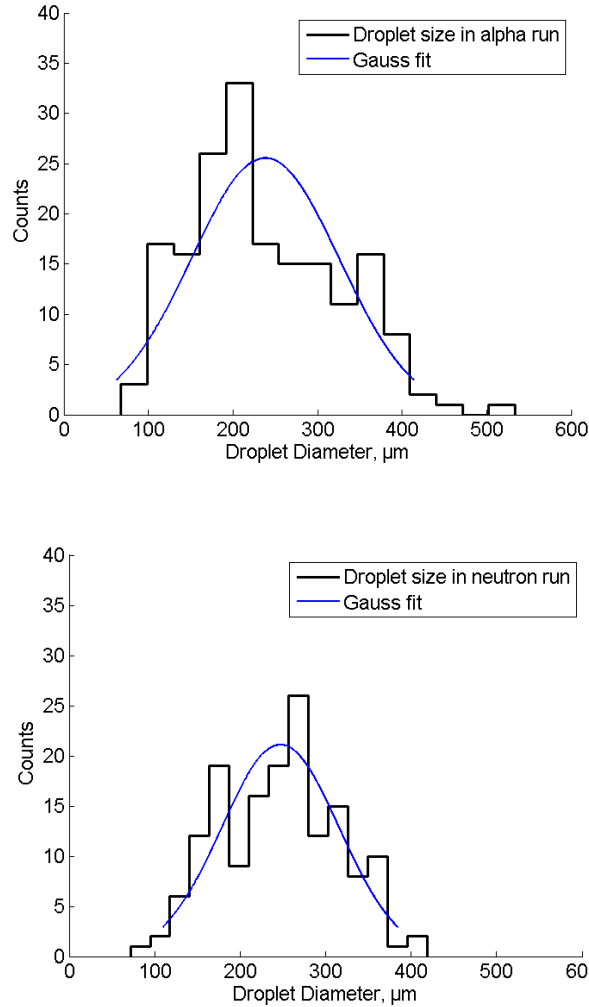 40
35
30
25
20
15
10
5
0
Counts
Droplet size in alpha run
Gauss fit
0 100 200 300 400 500 600
Droplet Diameter, µm
40
35
30
25
20
15
10
5
0
Counts
Droplet size in neutron run
Gauss fit
0 100 200 300 400 500 60
Droplet Diameter, µm